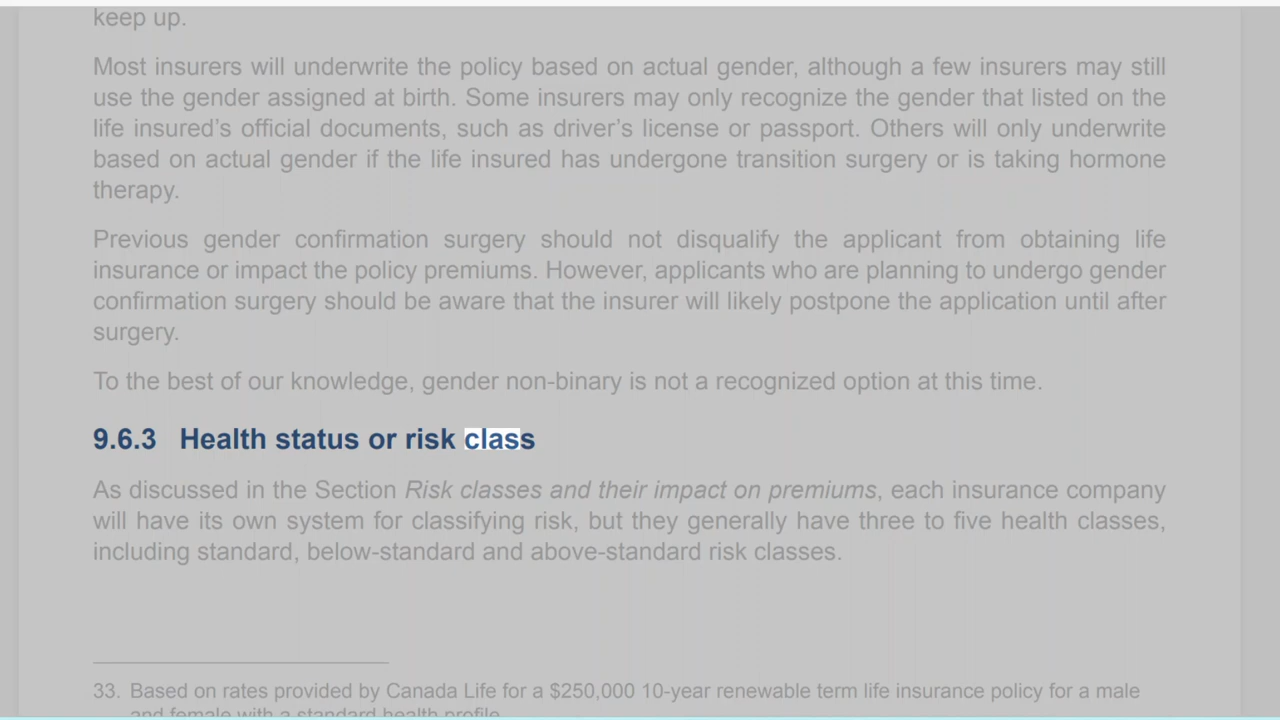 keep up.
Most insurers will underwrite the policy based on actual gender, although a few insurers may still
use the gender assigned at birth. Some insurers may only recognize the gender that listed on the
life insured’s official documents, such as driver’s license or passport. Others will only underwrite
based on actual gender if the life insured has undergone transition surgery or is taking hormone
therapy.
Previous gender confirmation surgery should not disqualify the applicant from obtaining life
insurance or impact the policy premiums. However, applicants who are planning to undergo gender
confirmation surgery should be aware that the insurer will likely postpone the application until after
surgery.
To the best of our knowledge, gender non-binary is not a recognized option at this time.
9.6.3 Health status or risk class
As discussed in the Section Risk classes and their impact on premiums, each insurance company
will have its own system for classifying risk, but they generally have three to five health classes,
including standard, below-standard and above-standard risk classes.
33. Based on rates provided by Canada Life for a $250,000 10-year renewable term life insurance policy for a male
and female with a standard health profile